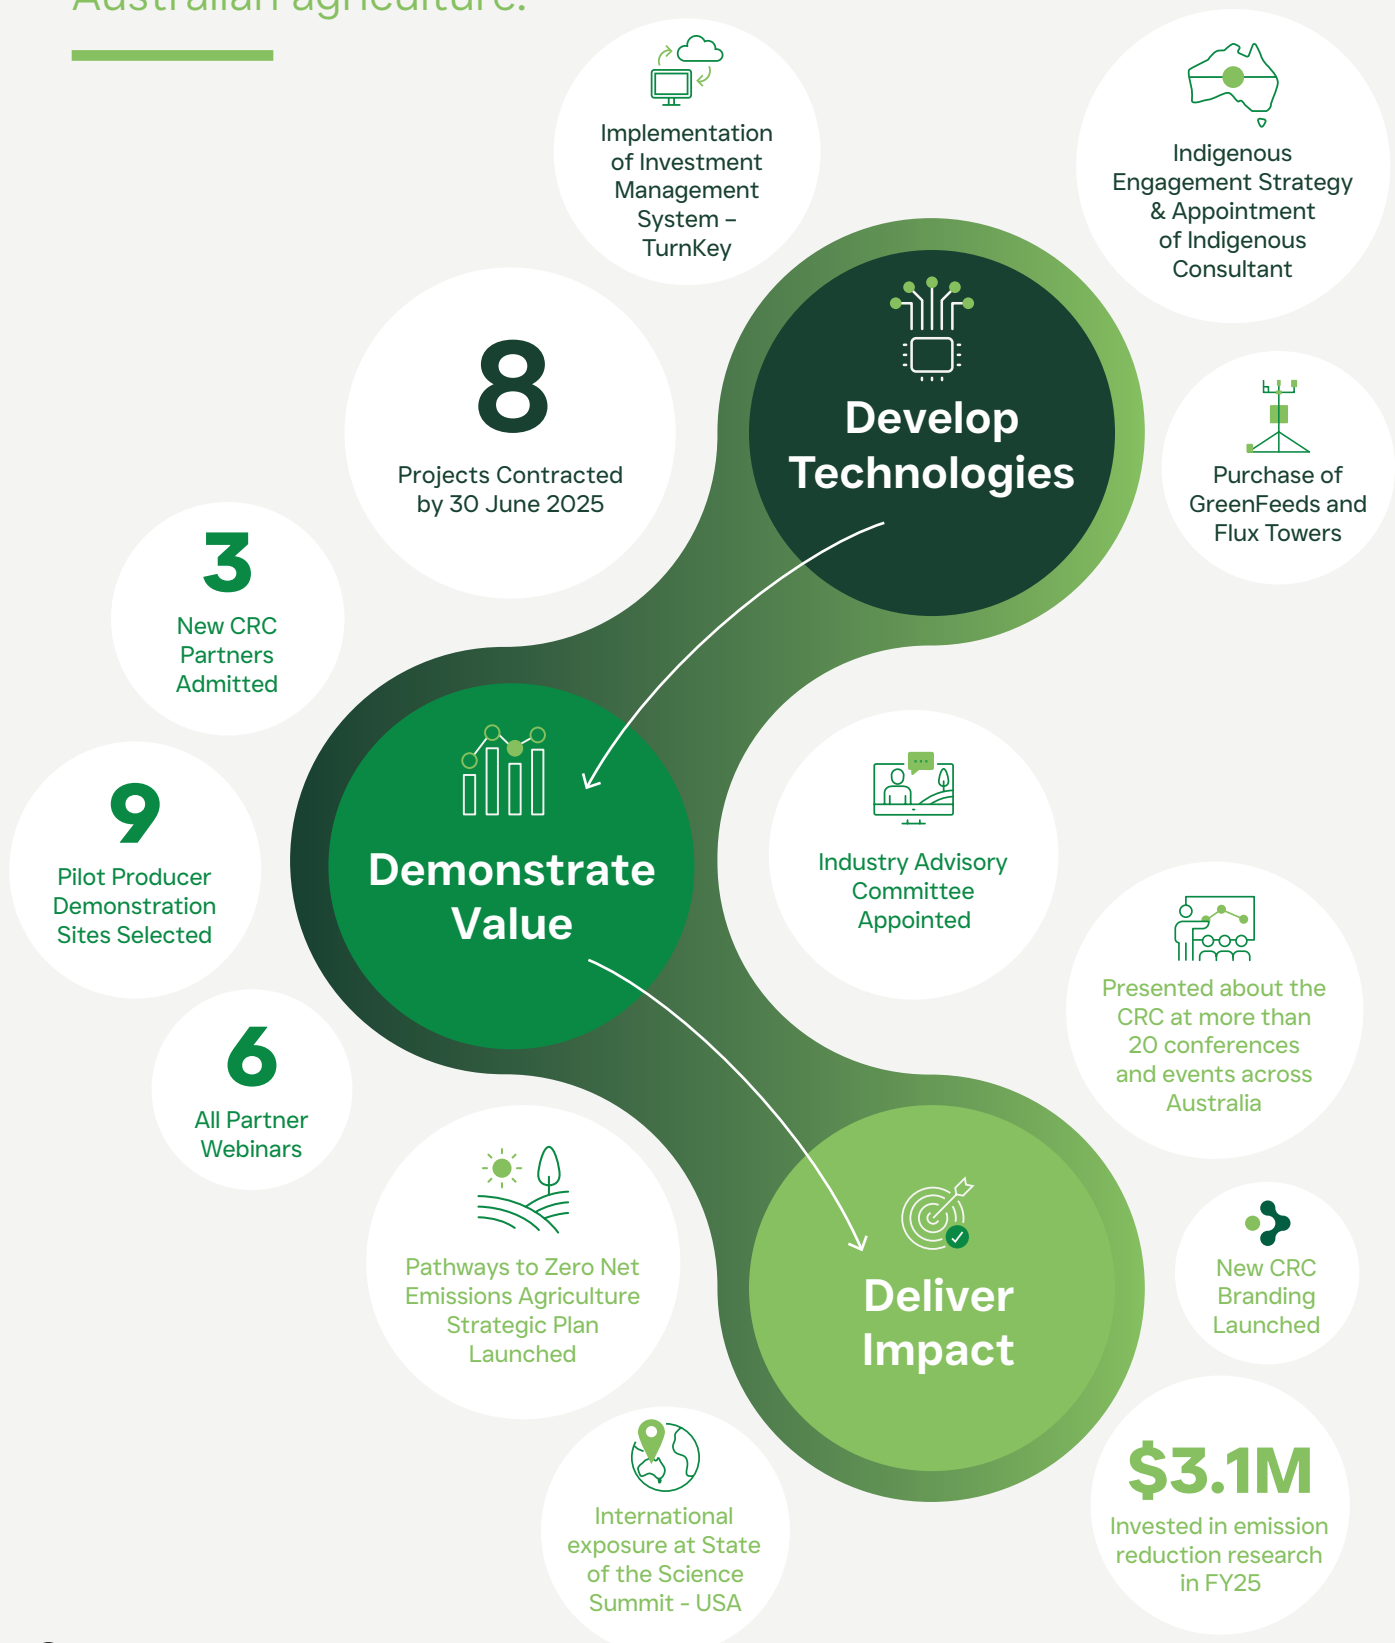 Australian agriculture.
Implementation
of Investment
Management
System –
TurnKey
Indigenous
Engagement Strategy
& Appointment
of Indigenous
Consultant
8
Projects Contracted
by 30 June 2025
Develop
Technologies
Purchase of
GreenFeeds and
Flux Towers
3
New CRC
Partners
Admitted
9
Pilot Producer
Demonstration
Sites Selected
Demonstrate
Value
Industry Advisory
Committee
Appointed
6
All Partner
Webinars
Presented about the
CRC at more than
20 conferences
and events across
Australia
Pathways to Zero Net
Emissions Agriculture
Strategic Plan
Launched
Deliver
Impact
New CRC
Branding
Launched
International
exposure at State
of the Science
Summit - USA
$3.1M
Invested in emission
reduction research
in FY25